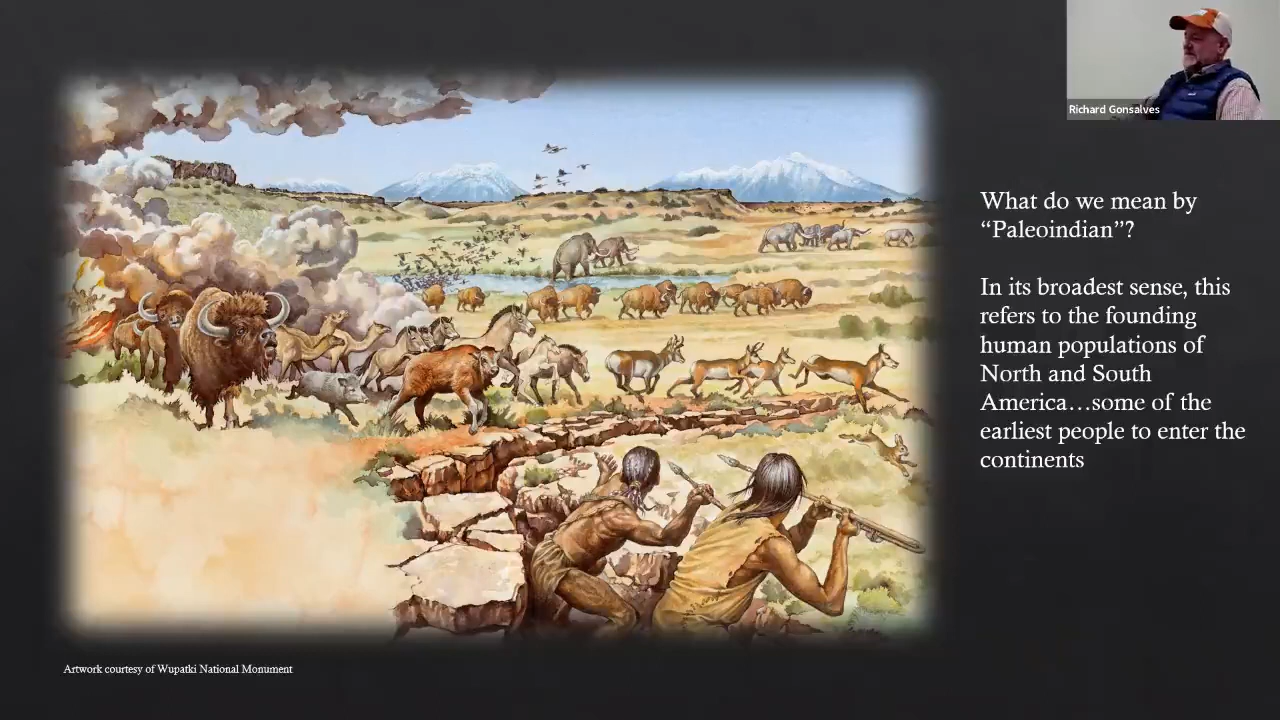 Richard Gonsalves
What do we mean by
“Paleoindian”?
In its broadest sense, this
refers to the founding
human populations of
North and South
America…some of the
earliest people to enter the
continents
Artwork courtesy of Wupatki National Monument